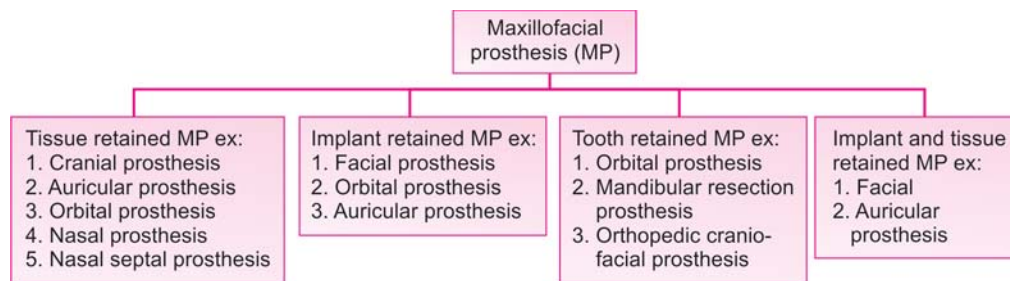 Maxillofacial
prosthesis (MP)
Tissue retained MP ex:
1. Cranial prosthesis
2. Auricular prosthesis
3. Orbital prosthesis
4. Nasal prosthesis
5. Nasal septal prosthesis
Implant retained MP ex:
1. Facial prosthesis
2. Orbital prosthesis
3. Auricular prosthesis
Tooth retained MP ex:
1. Orbital prosthesis
2. Mandibular resection
prosthesis
3. Orthopedic cranio-
facial prosthesis
Implant and tissue
retained MP ex:
1. Facial
2. Auricular
prosthesis